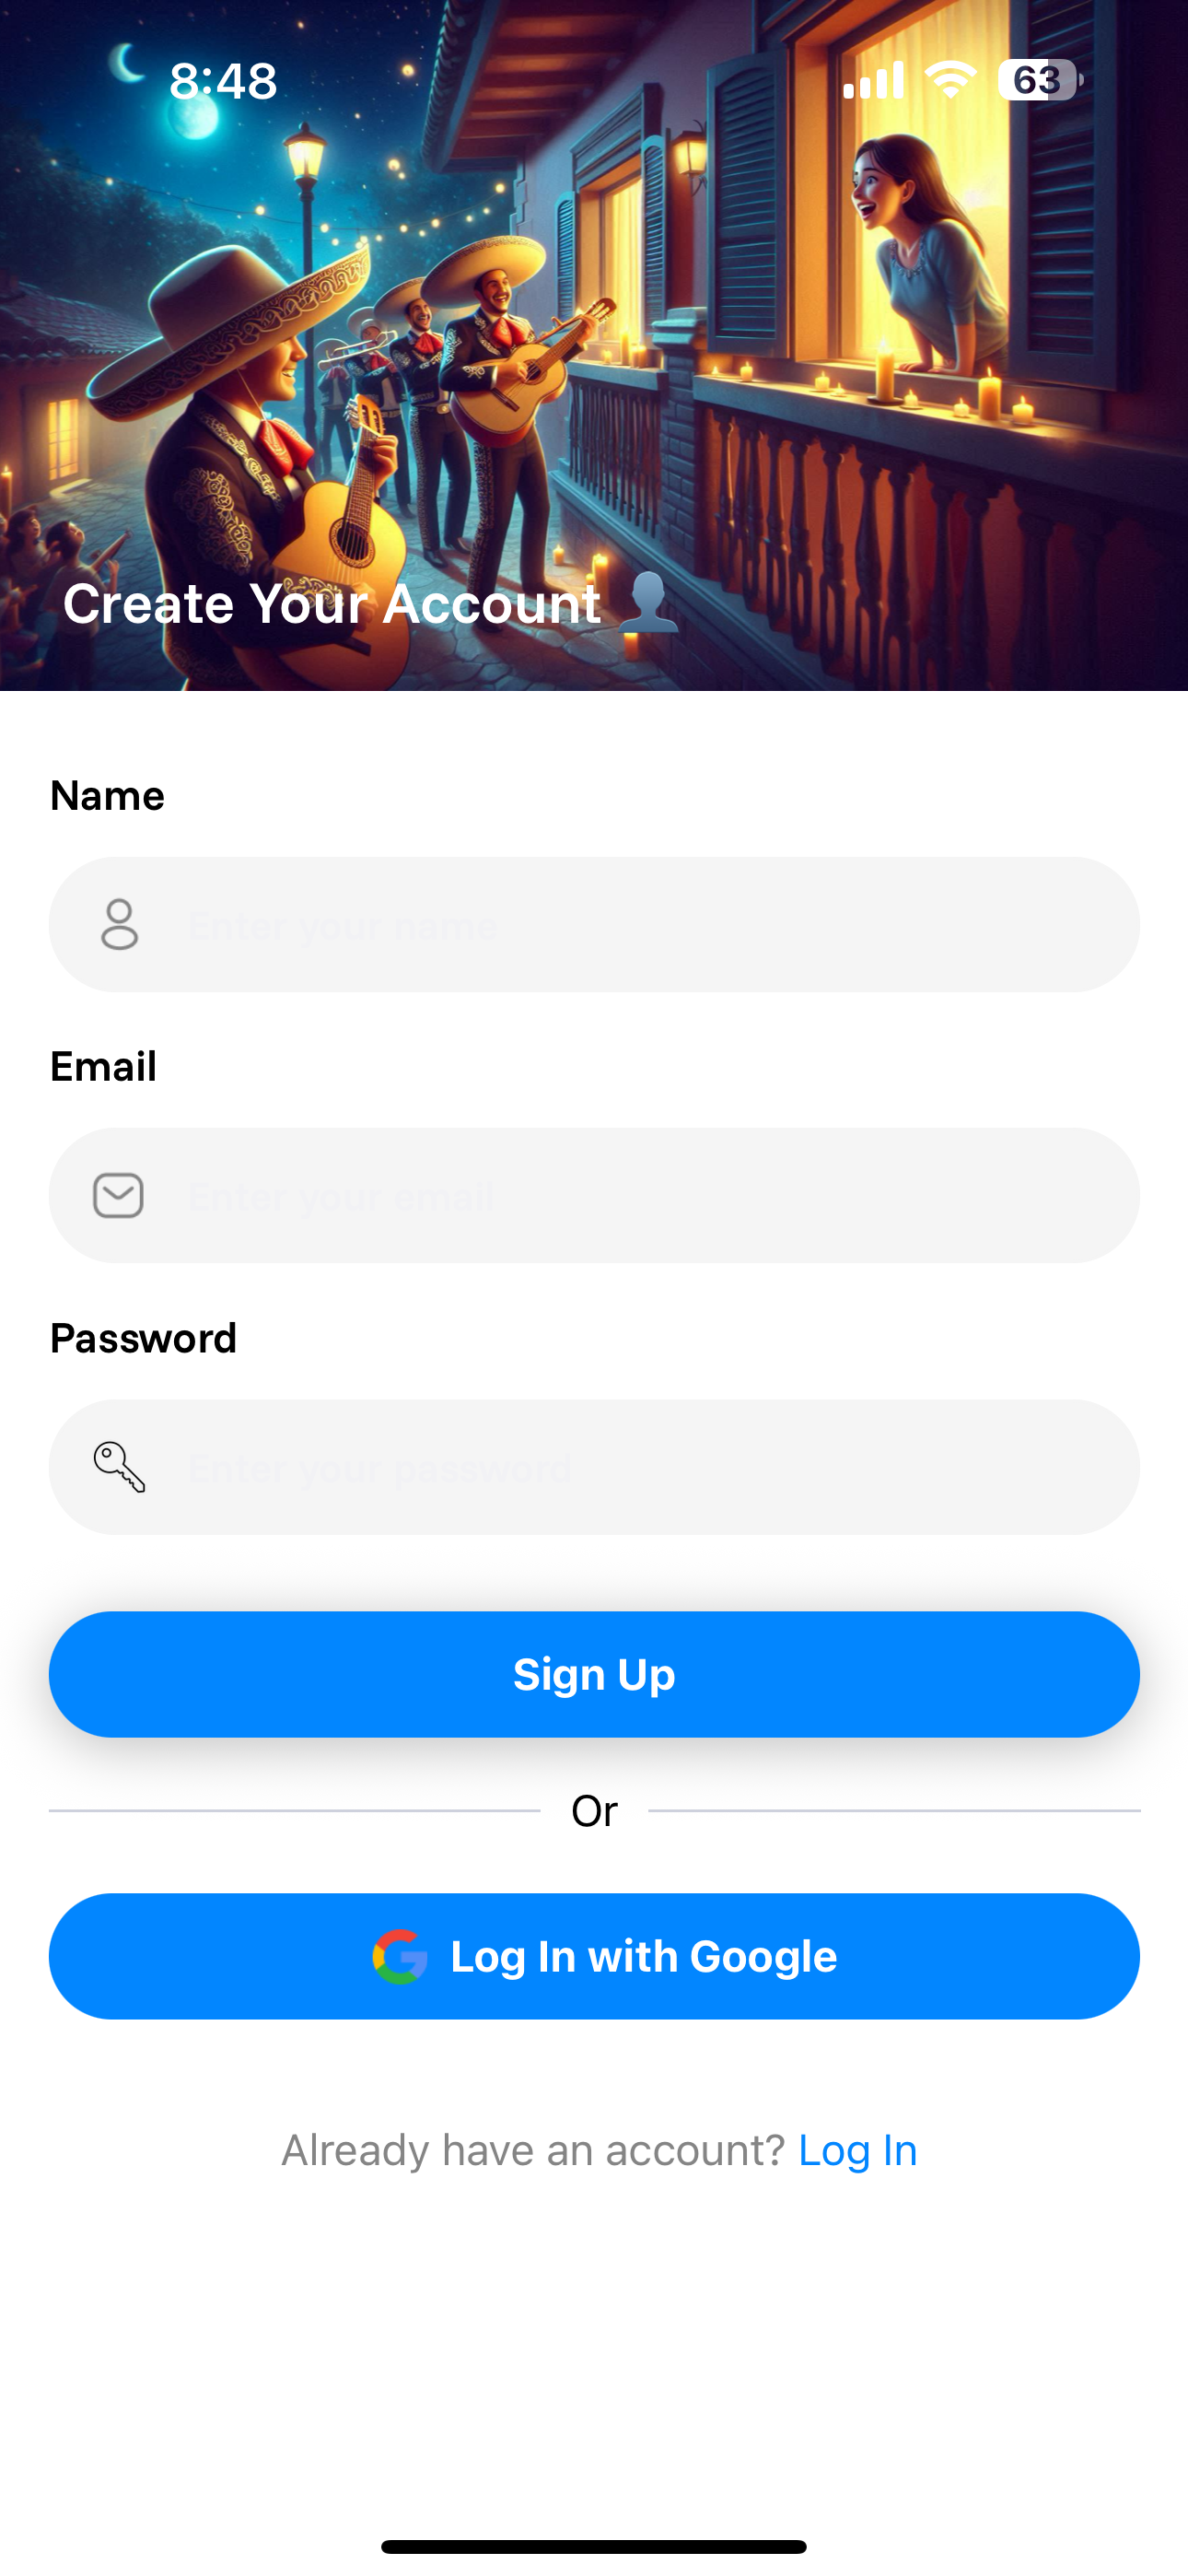 8:48
63
Create Your Account 👤
Name
Enter your name
Email
Enter your email
Password
Enter your password
Sign Up
Or
Log In with Google
Already have an account? Log In